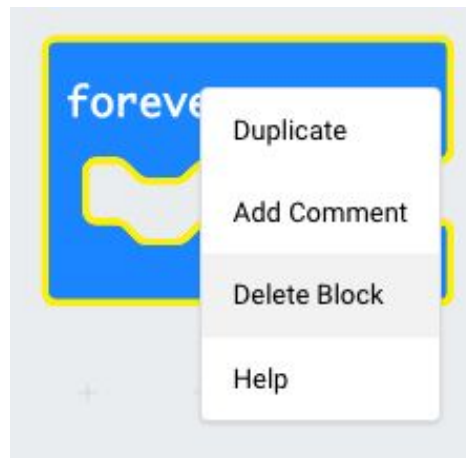 foreve
Duplicate
Add Comment
Delete Block
Help